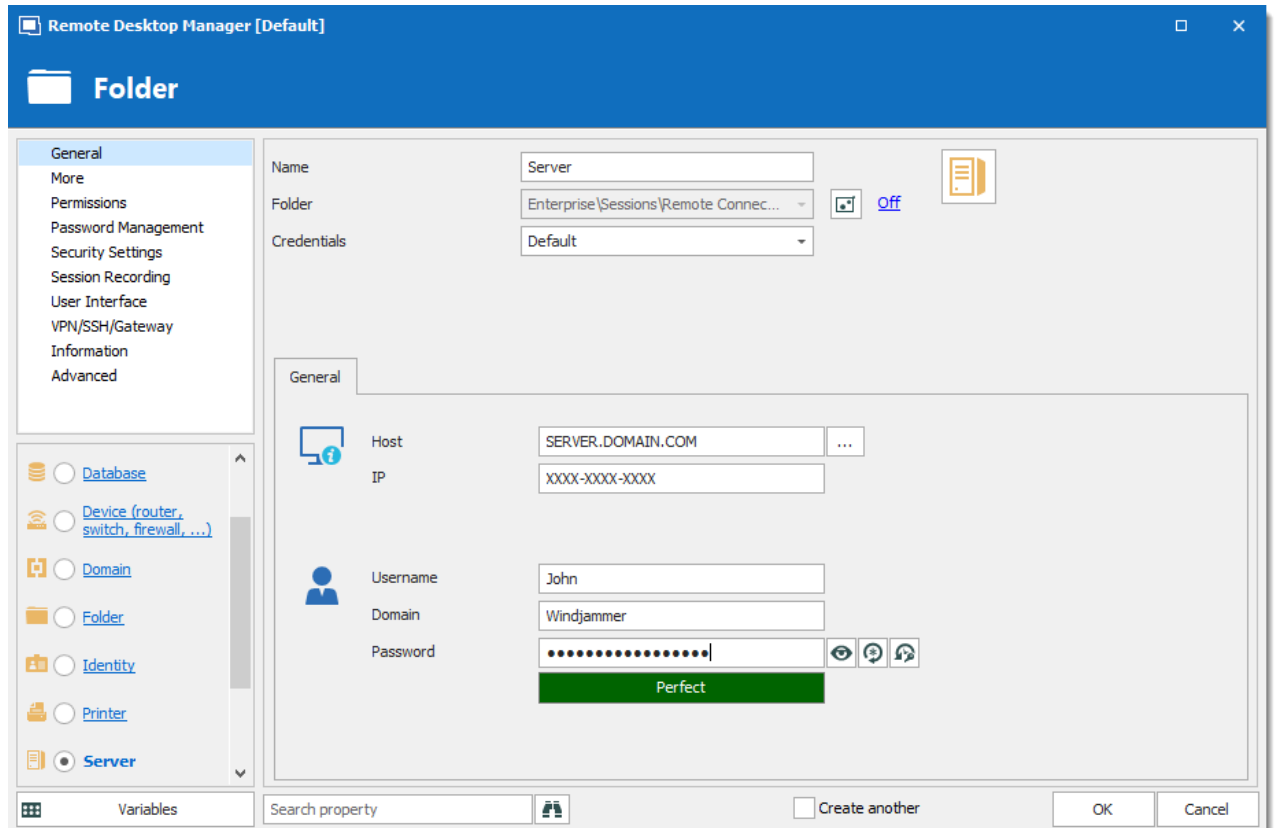 Remote Desktop Manager [Default]
Folder
General
More
Permissions
Password Management
Security Settings
Session Recording
User Interface
VPN/SSH/Gateway
Information
Advanced
Database
Device (router,
switch, firewall, ...)
Domain
Folder
Identity
Printer
Server
Variables
Name
Server
Folder
Enterprise\Sessions\Remote Connec...
Off
Credentials
Default
General
Host
SERVER.DOMAIN.COM
...
IP
XXXX-XXXX-XXXX
Username
John
Domain
Windjammer
Password
•••••••••••••••••
Perfect
Search property
Create another
OK
Cancel